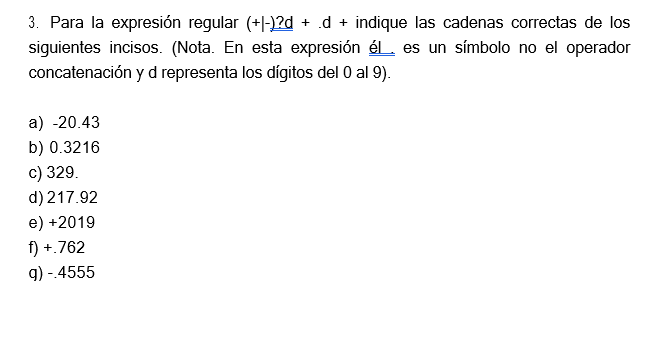 3. Para la expresión regular (+|-)?d + .d + indique las cadenas correctas de los
siguientes incisos. (Nota. En esta expresión él . es un símbolo no el operador
concatenación y d representa los dígitos del 0 al 9).
a) -20.43
b) 0.3216
c) 329.
d) 217.92
e) +2019
f) +.762
g) -.4555